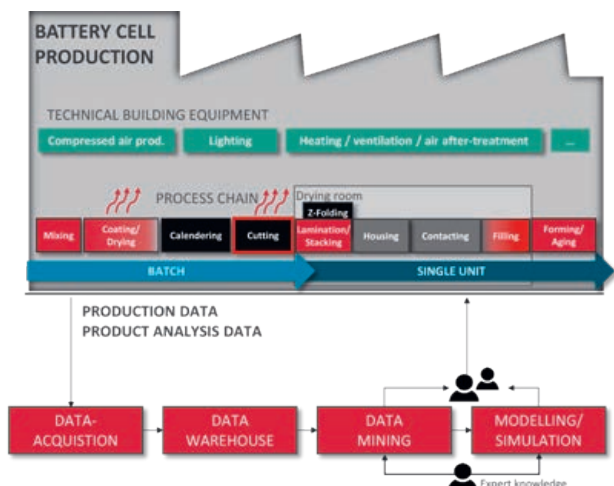 BATTERY CELL
PRODUCTION
TECHNICAL BUILDING EQUIPMENT
Compressed air prod.
Lighting
Heating / ventilation / air after-treatment
...
PROCESS CHAIN
Drying room
Z-Folding
Mixing
Coating/
Drying
Calendering
Cutting
Lamination/
Stacking
Housing
Contacting
Filling
Forming/
Aging
BATCH
SINGLE UNIT
PRODUCTION DATA
PRODUCT ANALYSIS DATA
DATA-
ACQUISTION
DATA
WAREHOUSE
DATA
MINING
MODELLING/
SIMULATION
Expert knowledge